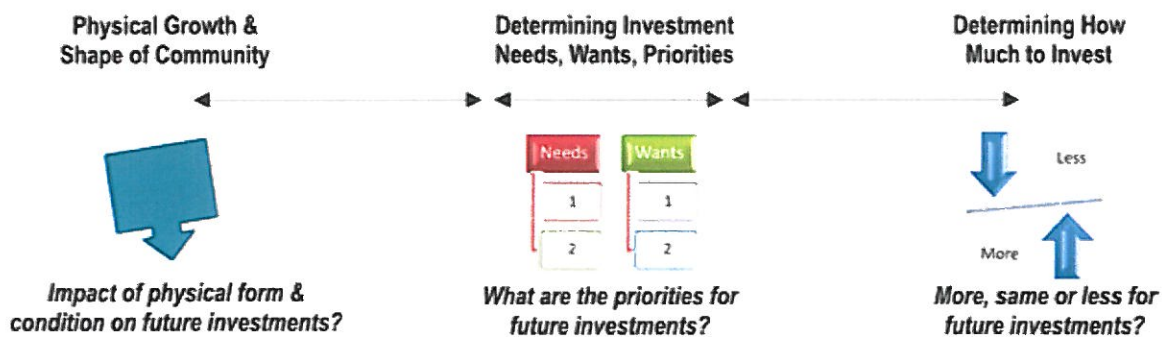 Physical Growth &
Shape of Community
Determining Investment
Needs, Wants, Priorities
Determining How
Much to Invest
Needs
1
2
Wants
1
2
Less
More
Impact of physical form &
condition on future investments?
What are the priorities for
future investments?
More, same or less for
future investments?